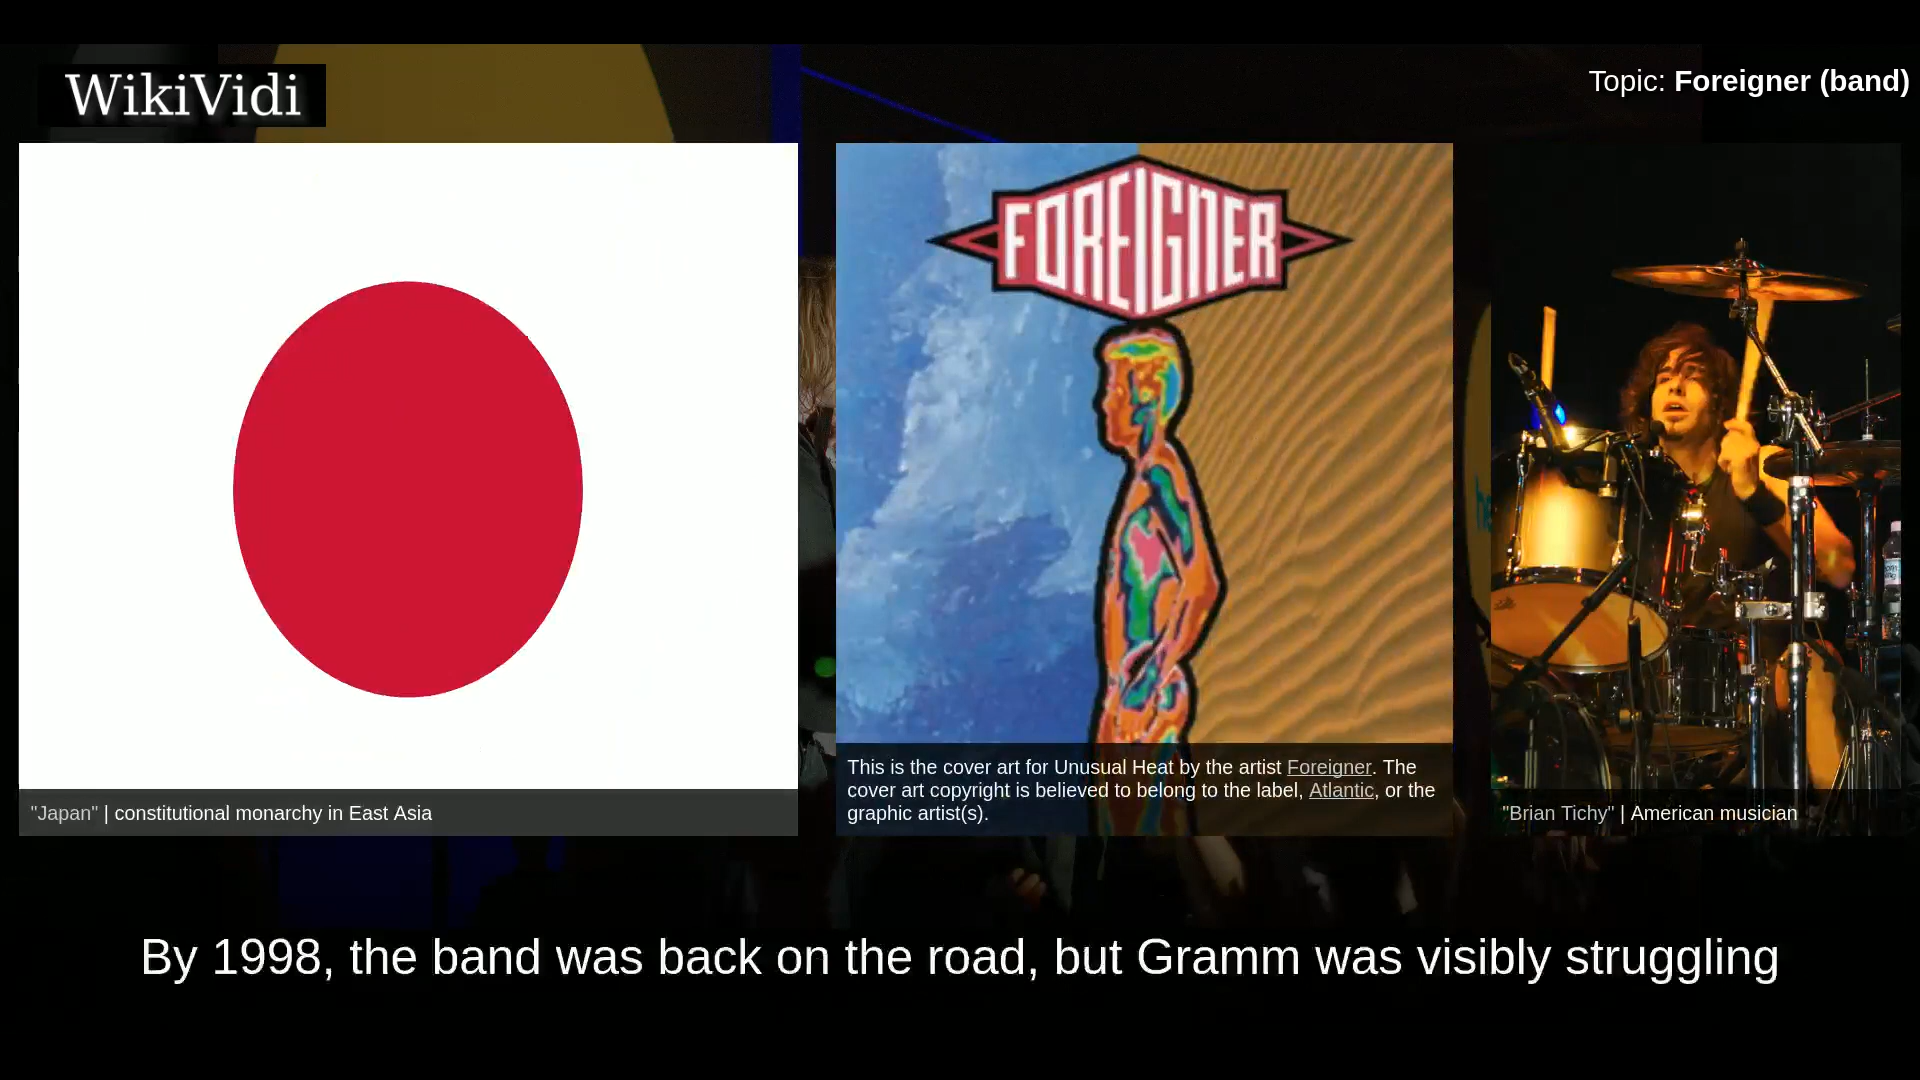 WikiVidi
Topic: Foreigner (band)
FOREIGNER
"Japan" | constitutional monarchy in East Asia
This is the cover art for Unusual Heat by the artist Foreigner. The
cover art copyright is believed to belong to the label, Atlantic, or the
graphic artist(s).
"Brian Tichy" | American musician
By 1998, the band was back on the road, but Gramm was visibly struggling